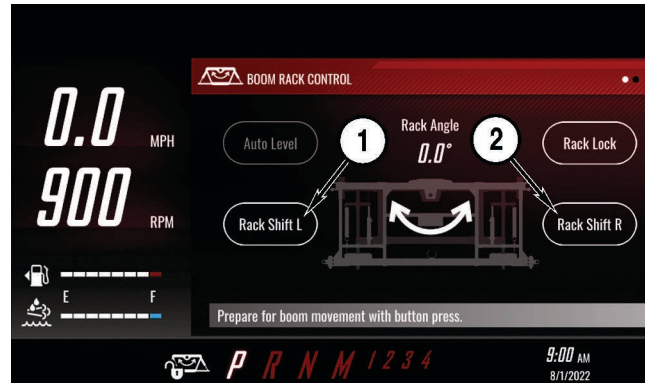 BOOM RACK CONTROL
0.0 MPH
900 RPM
E F
Auto Level
1
Rack Angle
0.0°
2
Rack Lock
Rack Shift L
Rack Shift R
Prepare for boom movement with button press.
P R N M 1 2 3 4
9:00 AM
8/1/2022